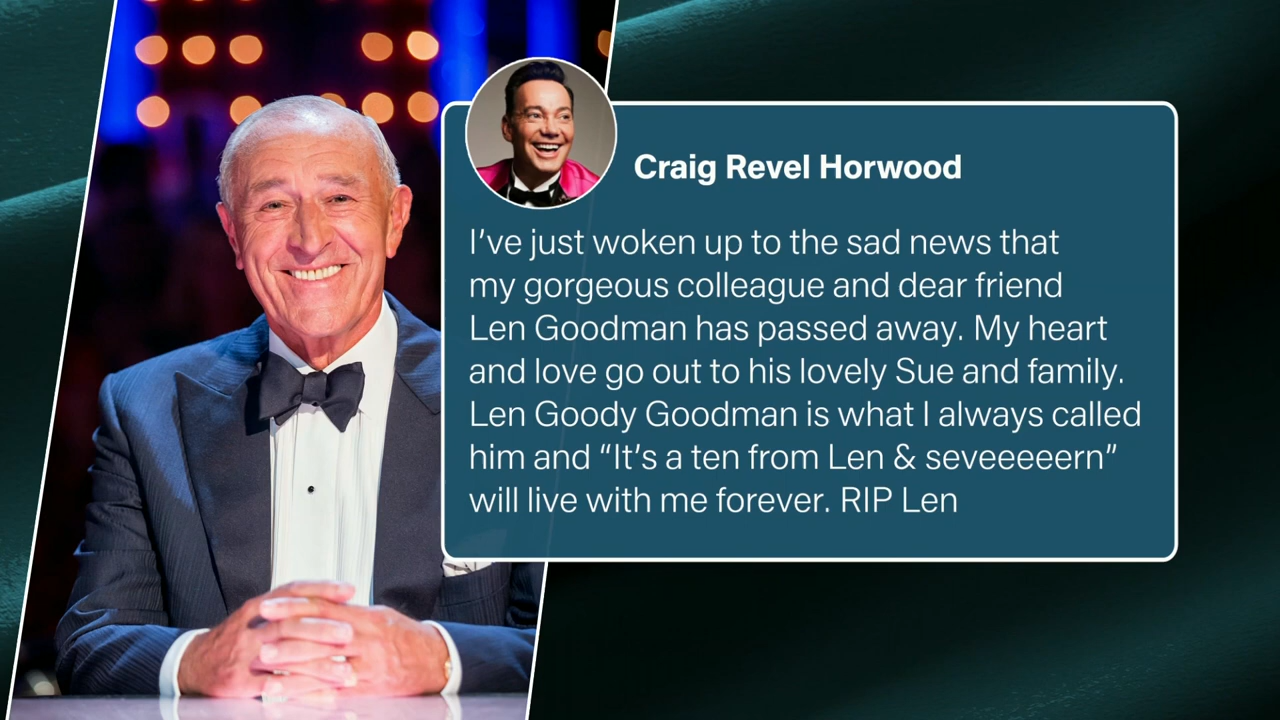 Craig Revel Horwood
I’ve just woken up to the sad news that
my gorgeous colleague and dear friend
Len Goodman has passed away. My heart
and love go out to his lovely Sue and family.
Len Goody Goodman is what I always called
him and “It’s a ten from Len & seveeeeern”
will live with me forever. RIP Len